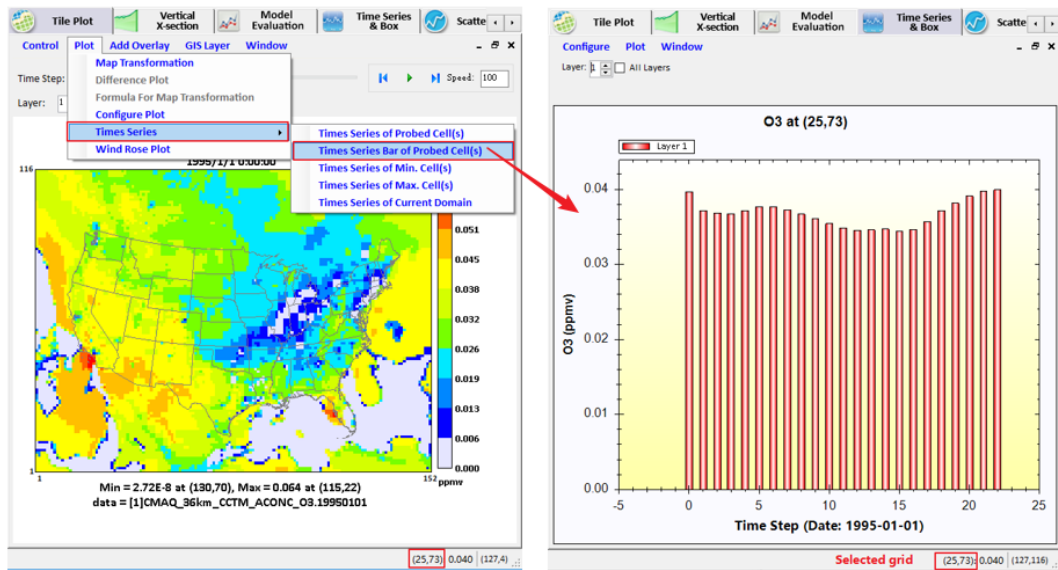 Tile Plot
Vertical
X-section
Model
Evaluation
Time Series
& Box
Scatte
Control Plot Add Overlay GIS Layer Window
Time Step:
Speed: 100
Layer: 1
Map Transformation
Difference Plot
Formula For Map Transformation
Configure Plot
Times Series
Wind Rose Plot
Times Series of Probed Cell(s)
Times Series Bar of Probed Cell(s)
Times Series of Min. Cell(s)
Times Series of Max. Cell(s)
Times Series of Current Domain
1995/1/1 0:00:00
116
1
1
152
0.051
0.045
0.038
0.032
0.026
0.019
0.013
0.006
0.000
ppmv
Min = 2.72E-8 at (130,70), Max = 0.064 at (115,22)
data = [1]CMAQ_36km_CCTM_ACONC_O3.19950101
(25,73) 0.040 (127,4)
Tile Plot
Vertical
X-section
Model
Evaluation
Time Series
& Box
Scatte
Configure Plot Window
Layer: 1 All Layers
O3 at (25,73)
Layer 1
O3 (ppmv)
0.04
0.03
0.02
0.01
0.00
-5 0 5 10 15 20 25
Time Step (Date: 1995-01-01)
Selected grid (25,73): 0.040 (127,116)